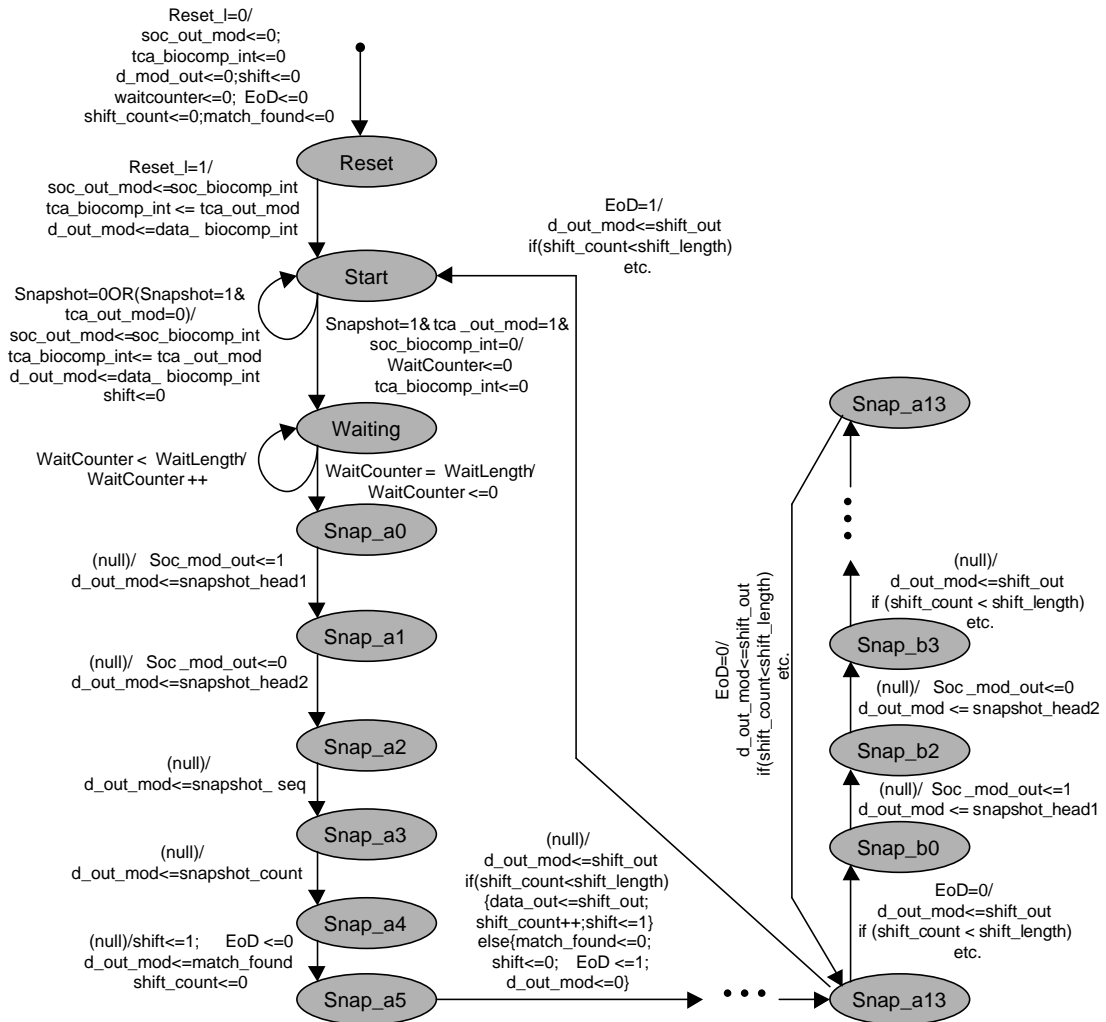 Reset_l=0/
soc_out_mod<=0;
tca_biocomp_int<=0
d_mod_out<=0;shift<=0
waitcounter<=0; EoD<=0
shift_count<=0;match_found<=0
Reset
Reset_l=1/
soc_out_mod<=soc_biocomp_int
tca_biocomp_int <= tca_out_mod
d_out_mod<=data_ biocomp_int
EoD=1/
d_out_mod<=shift_out
if(shift_count<shift_length)
etc.
Start
Snapshot=0OR(Snapshot=1&
tca_out_mod=0)/
soc_out_mod<=soc_biocomp_int
tca_biocomp_int<= tca _out_mod
d_out_mod<=data_ biocomp_int
shift<=0
Snapshot=1& tca _out_mod=1&
soc_biocomp_int=0/
WaitCounter<=0
tca_biocomp_int<=0
Waiting
WaitCounter < WaitLength/
WaitCounter ++
WaitCounter = WaitLength/
WaitCounter <=0
Snap_a0
(null)/ Soc_mod_out<=1
d_out_mod<=snapshot_head1
Snap_a1
(null)/ Soc _mod_out<=0
d_out_mod<=snapshot_head2
Snap_a2
(null)/
d_out_mod<=snapshot_ seq
Snap_a3
(null)/
d_out_mod<=snapshot_count
Snap_a4
(null)/shift<=1; EoD <=0
d_out_mod<=match_found
shift_count<=0
Snap_a5
(null)/
d_out_mod<=shift_out
if(shift_count<shift_length)
{data_out<=shift_out;
shift_count++;shift<=1}
else{match_found<=0;
shift<=0; EoD <=1;
d_out_mod<=0}
Snap_a13
EoD=0/
d_out_mod<=shift_out
if(shift_count<shift_length)
etc.
(null)/
d_out_mod<=shift_out
if (shift_count < shift_length)
etc.
Snap_b3
(null)/ Soc _mod_out<=0
d_out_mod <= snapshot_head2
Snap_b2
(null)/ Soc _mod_out<=1
d_out_mod <= snapshot_head1
Snap_b0
EoD=0/
d_out_mod<=shift_out
if (shift_count < shift_length)
etc.
Snap_a13